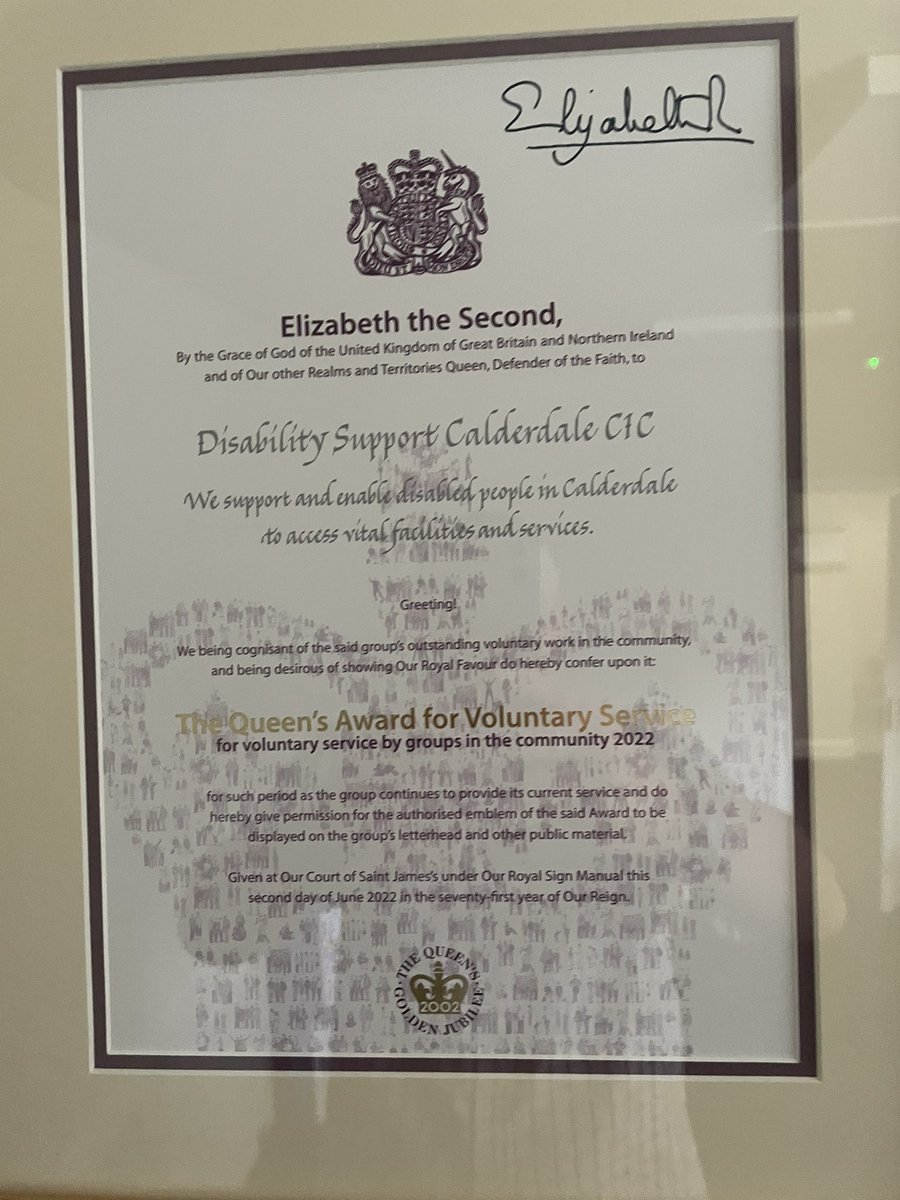 Elizabeth R
Elizabeth the Second,
By the Grace of God of the United Kingdom of Great Britain and Northern Ireland
and of Our other Realms and Territories Queen, Defender of the Faith, to
Disability Support Calderdale CIC
We support and enable disabled people in Calderdale
to access vital facilities and services.
Greeting!
We being cognisant of the said group's outstanding voluntary work in the community,
and being desirous of showing Our Royal Favour do hereby confer upon it:
The Queen's Award for Voluntary Service
for voluntary service by groups in the community 2022
for such period as the group continues to provide its current service and do
hereby give permission for the authorised emblem of the said Award to be
displayed on the group's letterhead and other public material.
Given at Our Court of Saint James's under Our Royal Sign Manual this
second day of June 2022 in the seventy-first year of Our Reign.
THE QUEEN'S
2002
GOLDEN JUBILEE